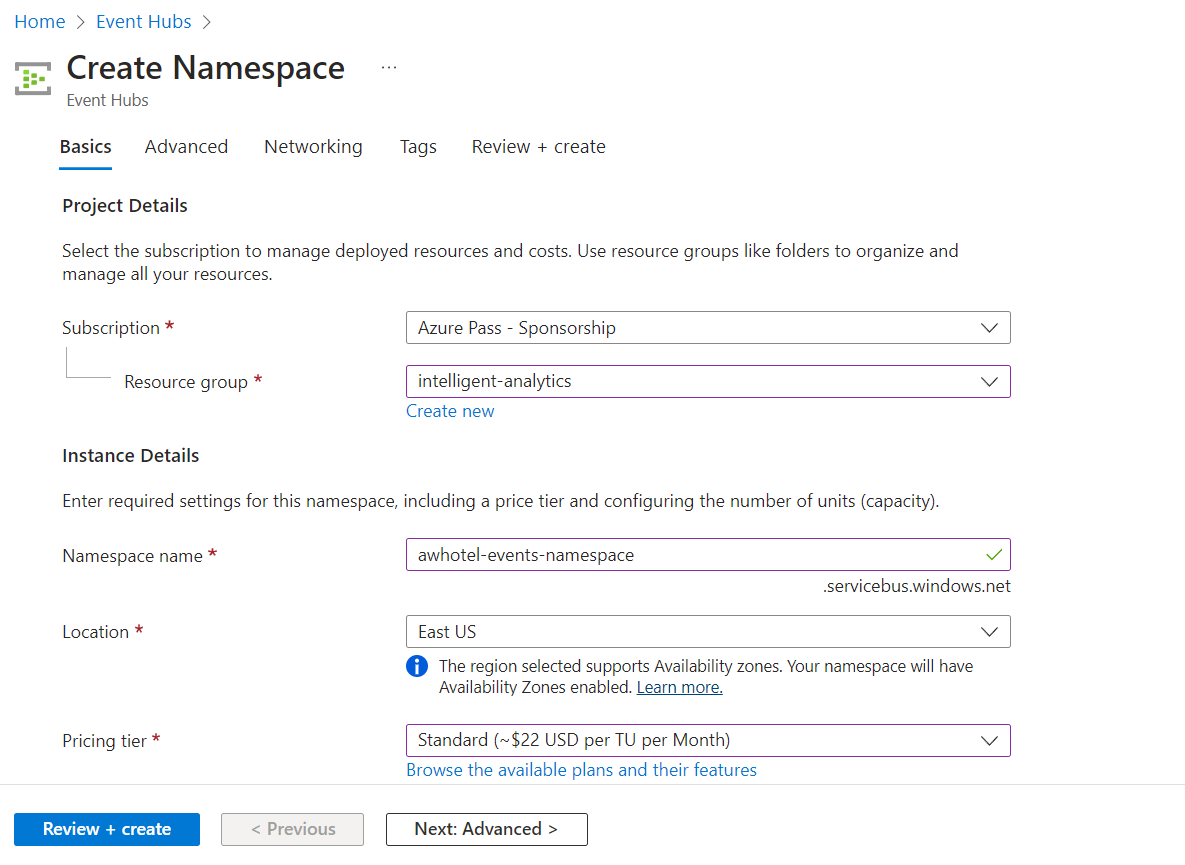 Home > Event Hubs >
Create Namespace ...
Event Hubs
Basics Advanced Networking Tags Review + create
Project Details
Select the subscription to manage deployed resources and costs. Use resource groups like folders to organize and
manage all your resources.
Subscription * Azure Pass - Sponsorship
Resource group * intelligent-analytics
Create new
Instance Details
Enter required settings for this namespace, including a price tier and configuring the number of units (capacity).
Namespace name * awhotel-events-namespace
.servicebus.windows.net
Location * East US
The region selected supports Availability zones. Your namespace will have
Availability Zones enabled. Learn more.
Pricing tier * Standard (~$22 USD per TU per Month)
Browse the available plans and their features
Review + create < Previous Next: Advanced >